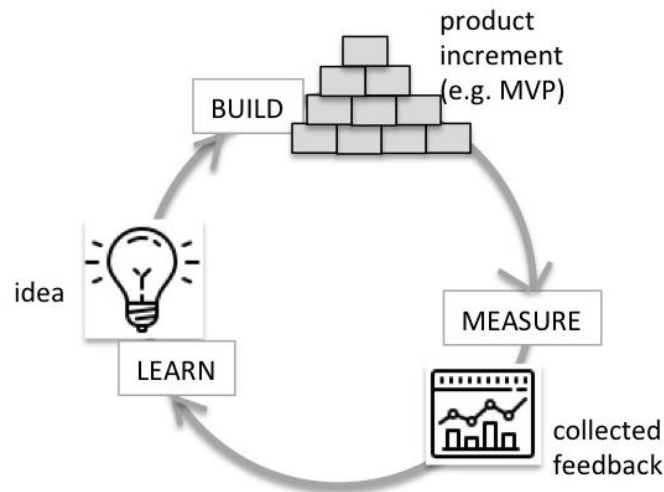 product
increment
(e.g. MVP)
BUILD
idea
MEASURE
LEARN
collected
feedback